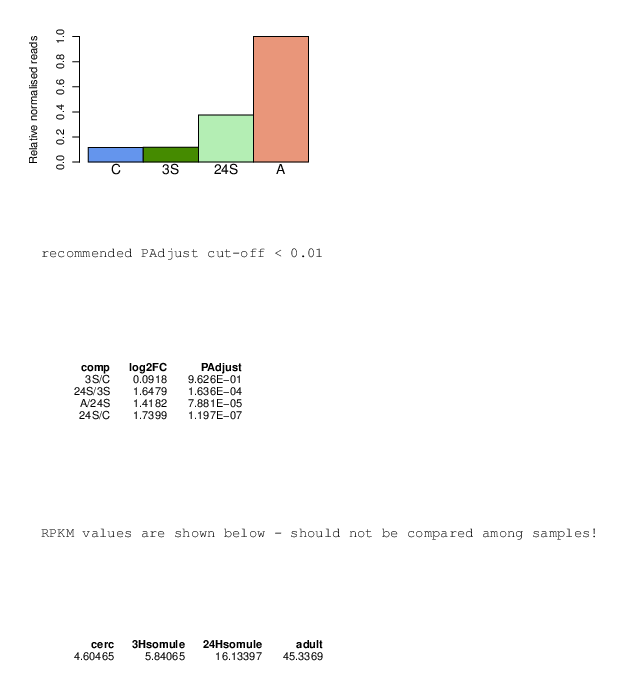 Relative normalised reads
1.0
0.8
0.6
0.4
0.2
0.0
C 3S 24S A
recommended PAdjust cut-off < 0.01
comp log2FC PAdjust
3S/C 0.0918 9.626E−01
24S/3S 1.6479 1.636E−04
A/24S 1.4182 7.881E−05
24S/C 1.7399 1.197E−07
RPKM values are shown below - should not be compared among samples!
cerc 3Hsomule 24Hsomule adult
4.60465 5.84065 16.13397 45.3369